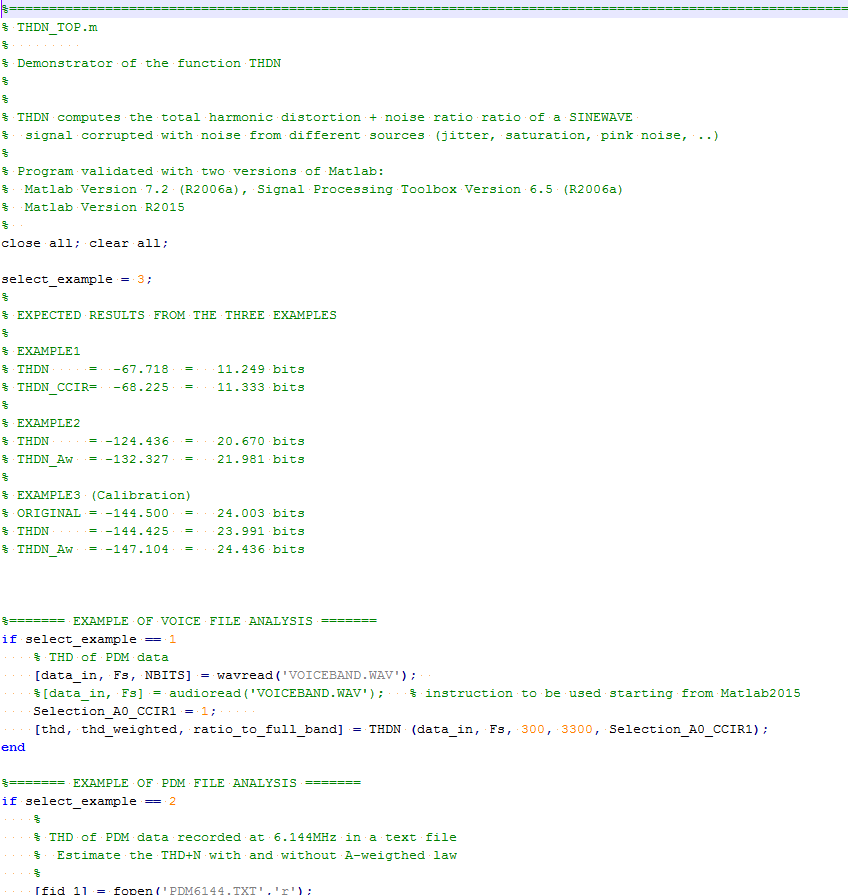 %=========================================================================================================
% THDN_TOP.m
%
% Demonstrator of the function THDN
%
%
% THDN computes the total harmonic distortion + noise ratio ratio of a SINEWAVE
%  signal corrupted with noise from different sources (jitter, saturation, pink noise, ..)
%
% Program validated with two versions of Matlab:
%  Matlab Version 7.2 (R2006a), Signal Processing Toolbox Version 6.5 (R2006a)
%  Matlab Version R2015
%
close all; clear all;
select_example = 3;
%
% EXPECTED RESULTS FROM THE THREE EXAMPLES
%
% EXAMPLE1
% THDN     =  -67.718  =   11.249 bits
% THDN_CCIR=  -68.225  =   11.333 bits
%
% EXAMPLE2
% THDN     = -124.436  =   20.670 bits
% THDN_Aw  = -132.327  =   21.981 bits
%
% EXAMPLE3 (Calibration)
% ORIGINAL = -144.500  =   24.003 bits
% THDN     = -144.425  =   23.991 bits
% THDN_Aw  = -147.104  =   24.436 bits
%======= EXAMPLE OF VOICE FILE ANALYSIS =======
if select_example == 1
    % THD of PDM data
    [data_in, Fs, NBITS] = wavread('VOICEBAND.WAV');
    %[data_in, Fs] = audioread('VOICEBAND.WAV');   % instruction to be used starting from Matlab2015
    Selection_A0_CCIR1 = 1;
    [thd, thd_weighted, ratio_to_full_band] = THDN (data_in, Fs, 300, 3300, Selection_A0_CCIR1);
end
%======= EXAMPLE OF PDM FILE ANALYSIS =======
if select_example == 2
    %
    % THD of PDM data recorded at 6.144MHz in a text file
    %  Estimate the THD+N with and without A-weigthed law
    %
    [fid_1] = fopen('PDM6144.TXT','r');